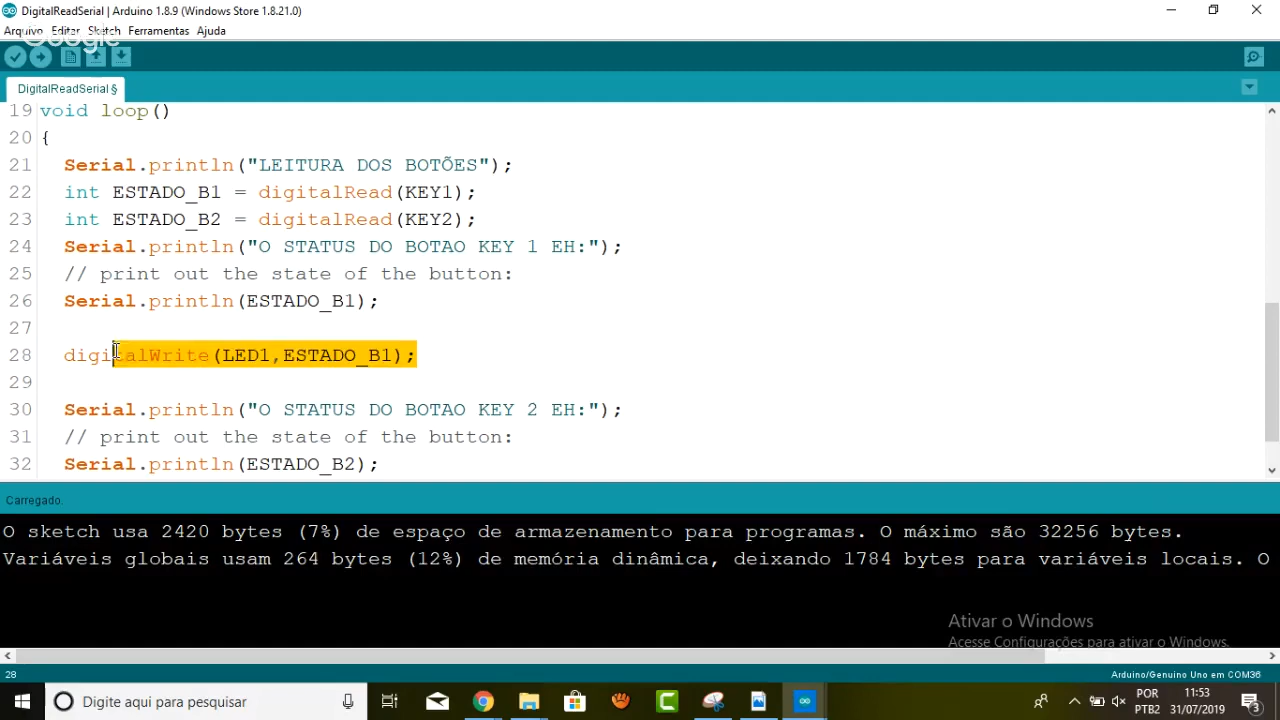 DigitalReadSerial | Arduino 1.8.9 (Windows Store 1.8.21.0)
Arquivo Editar Sketch Ferramentas Ajuda
Google
DigitalReadSerial §
19 void loop()
20 {
21 Serial.println("LEITURA DOS BOTÕES");
22 int ESTADO_B1 = digitalRead(KEY1);
23 int ESTADO_B2 = digitalRead(KEY2);
24 Serial.println("O STATUS DO BOTAO KEY 1 EH:");
25 // print out the state of the button:
26 Serial.println(ESTADO_B1);
27
28 digitalWrite(LED1,ESTADO_B1);
29
30 Serial.println("O STATUS DO BOTAO KEY 2 EH:");
31 // print out the state of the button:
32 Serial.println(ESTADO_B2);
Carregado.
O sketch usa 2420 bytes (7%) de espaço de armazenamento para programas. O máximo são 32256 bytes.
Variáveis globais usam 264 bytes (12%) de memória dinâmica, deixando 1784 bytes para variáveis locais. O
Ativar o Windows
Acesse Configurações para ativar o Windows.
28 Arduino/Genuino Uno em COM36
Digite aqui para pesquisar
POR 11:53
PTB2 31/07/2019
3